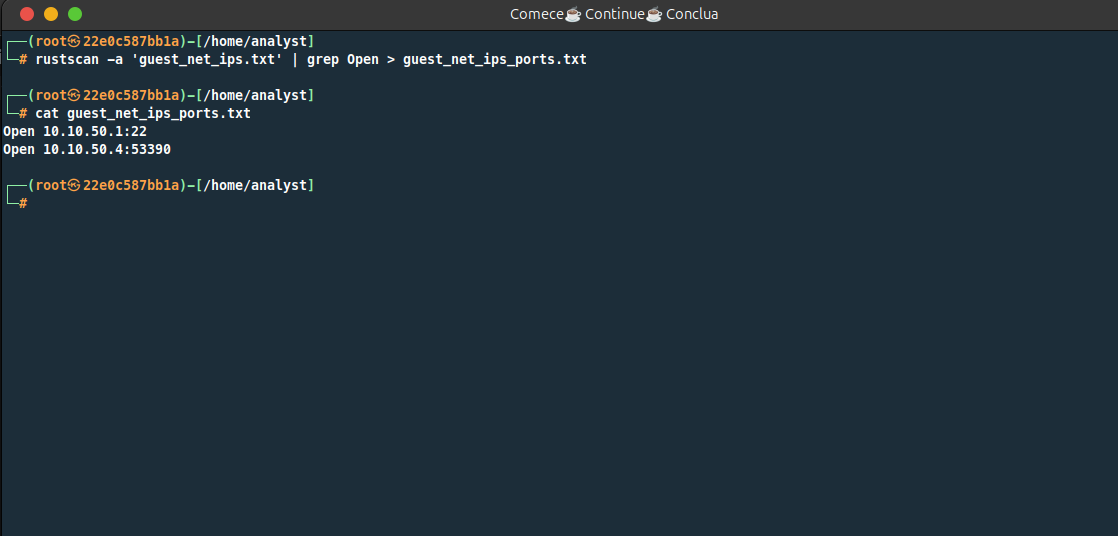 Comece☕Continue☕Conclua
┌──(root㉿22e0c587bb1a)-[/home/analyst]
└─# rustscan -a 'guest_net_ips.txt' | grep Open > guest_net_ips_ports.txt
┌──(root㉿22e0c587bb1a)-[/home/analyst]
└─# cat guest_net_ips_ports.txt
Open 10.10.50.1:22
Open 10.10.50.4:53390
┌──(root㉿22e0c587bb1a)-[/home/analyst]
└─#